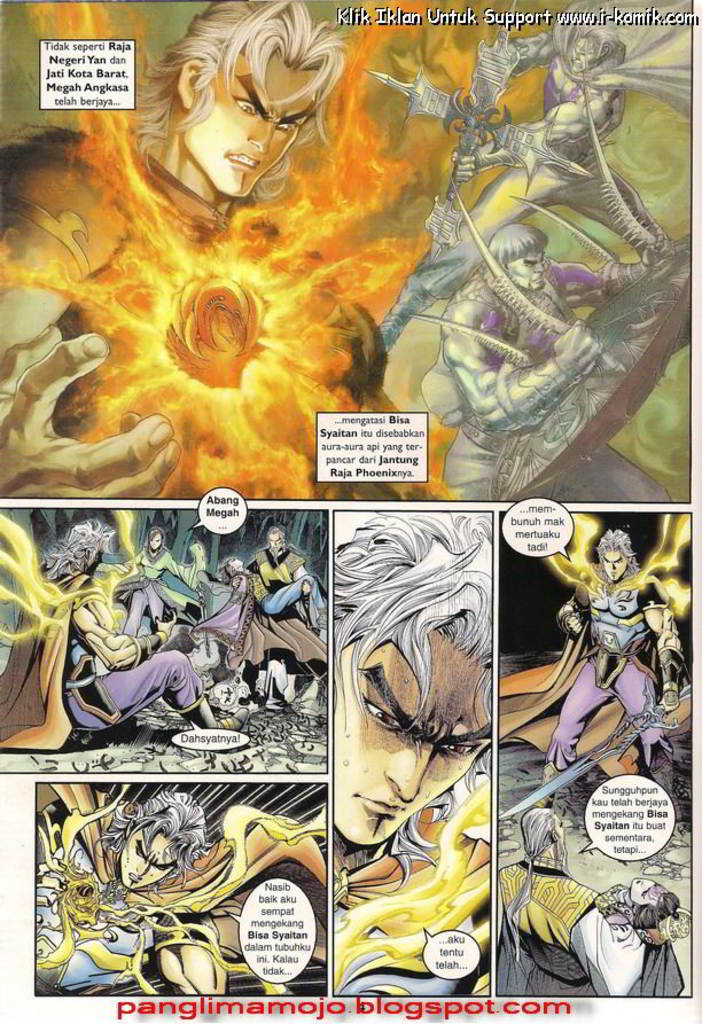 Klik Iklan Untuk Support www.i-komik.com
Tidak seperti Raja
Negeri Yan dan
Jati Kota Barat,
Megah Angkasa
telah berjaya...
...mengatasi Bisa
Syaitan itu disebabkan
aura-aura api yang ter-
pancar dari Jantung
Raja Phoenixnya.
Abang
Megah
...
Dahsyatnya!
Nasib
baik aku
sempat
mengekang
Bisa Syaitan
dalam tubuhku
ini. Kalau
tidak...
...aku
tentu
telah...
...mem-
bunuh mak
mertuaku
tadi!
Sungguhpun
kau telah berjaya
mengekang Bisa
Syaitan itu buat
sementara,
tetapi...
panglimamojo.blogspot.com